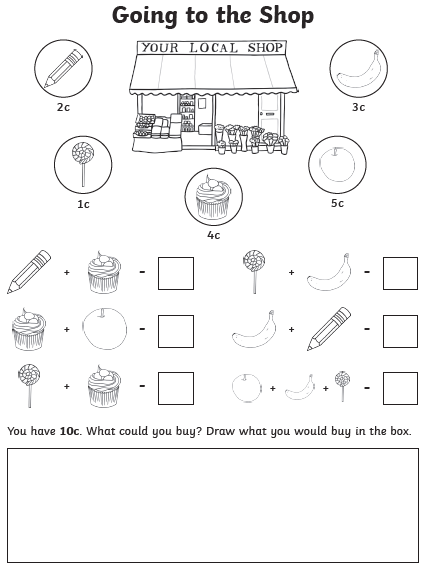 Going to the Shop
YOUR LOCAL SHOP
2c
3c
1c
5c
4c
+ -
+ -
+ -
+ -
+ -
+ + -
You have 10c. What could you buy? Draw what you would buy in the box.